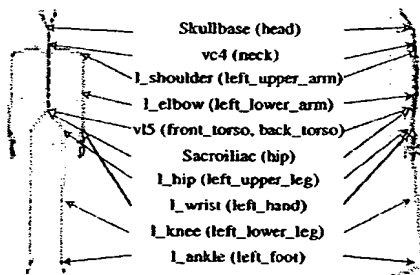 Skullbase (head)
vc4 (neck)
l_shoulder (left_upper_arm)
l_elbow (left_lower_arm)
vl5 (front_torso, back_torso)
Sacroiliac (hip)
l_hip (left_upper_leg)
l_wrist (left_hand)
l_knee (left_lower_leg)
l_ankle (left_foot)